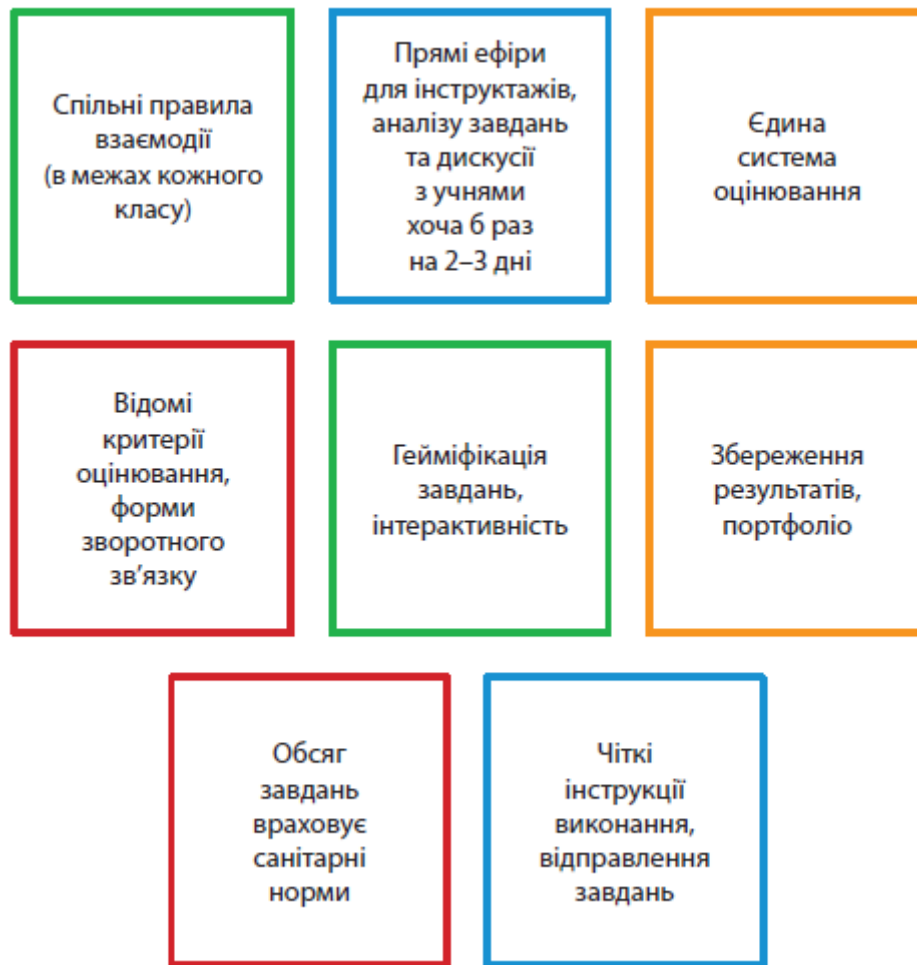 Спільні правила
взаємодії
(в межах кожного
класу)
Прямі ефіри
для інструктажів,
аналізу завдань
та дискусії
з учнями
хоча б раз
на 2–3 дні
Єдина
система
оцінювання
Відомі
критерії
оцінювання,
форми
зворотного
зв’язку
Гейміфікація
завдань,
інтерактивність
Збереження
результатів,
портфоліо
Обсяг
завдань
враховує
санітарні
норми
Чіткі
інструкції
виконання,
відправлення
завдань